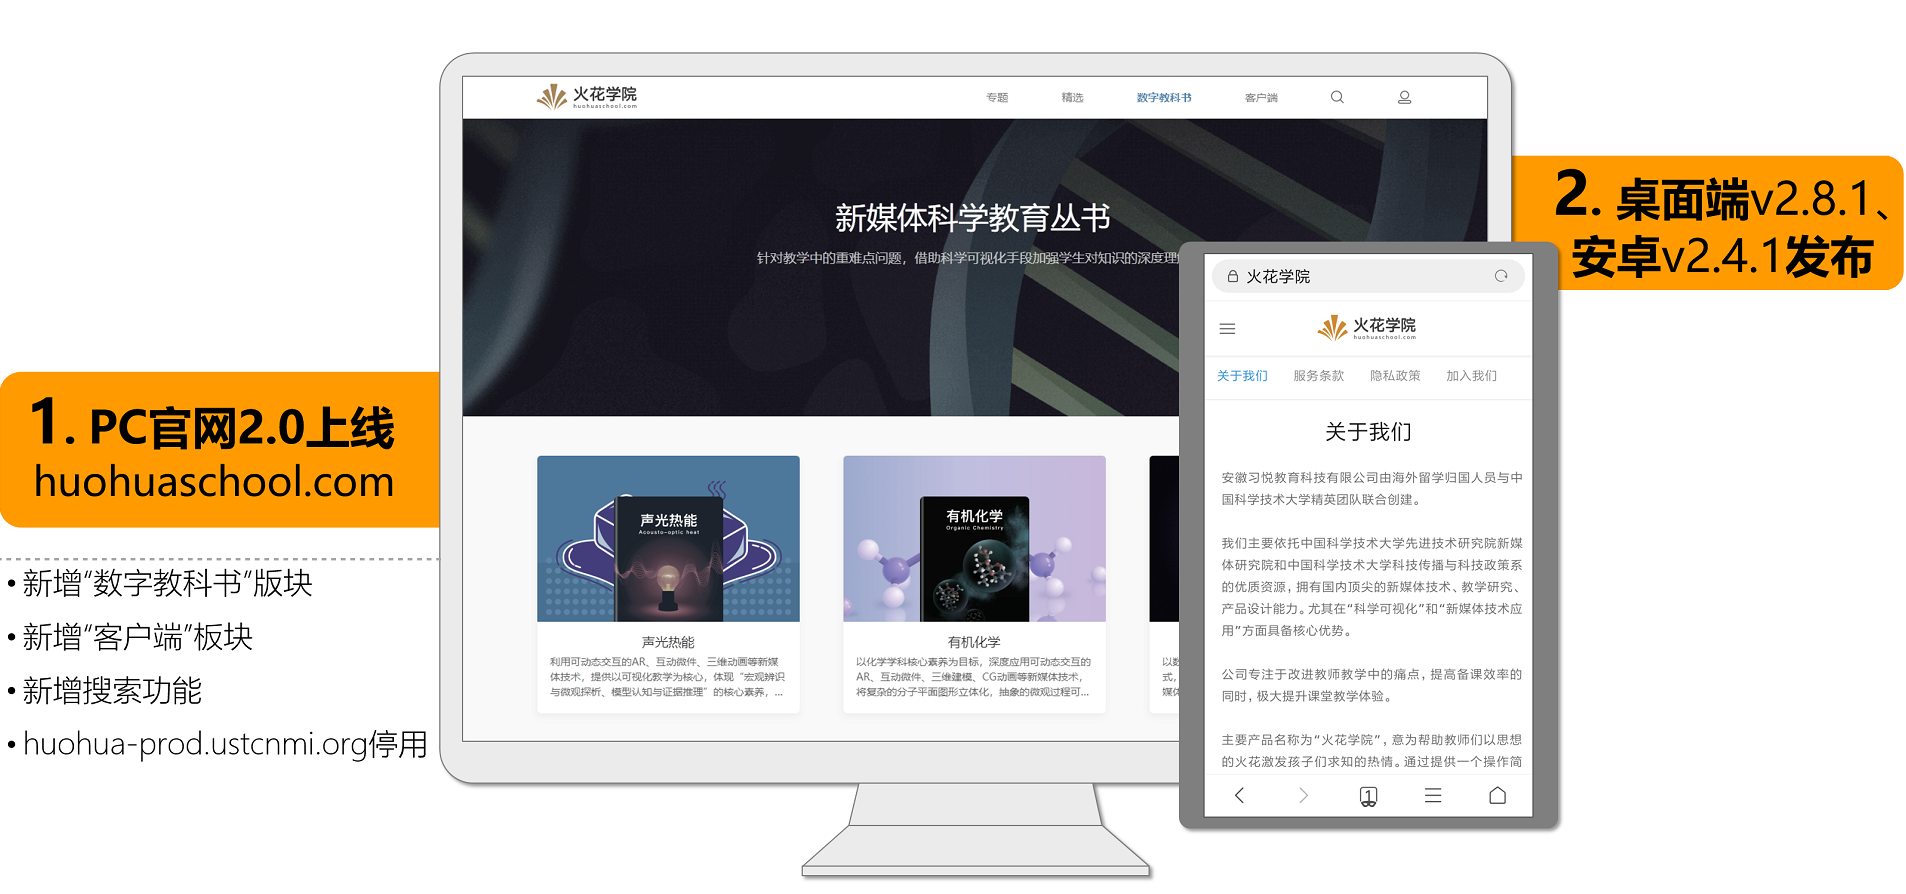 1. PC官网2.0上线
huohuaschool.com
• 新增“数字教科书”版块
• 新增“客户端”板块
• 新增搜索功能
• huohua-prod.ustcnmi.org停用
火花学院
huohuaschool.com
专题 精选 数字教科书 客户端
新媒体科学教育丛书
针对教学中的重难点问题，借助科学可视化手段加强学生对知识的深度理
声光热能
Acousto-optic heat
声光热能
利用可动态交互的AR、互动微件、三维动画等新媒
体技术，提供以可视化教学为核心，体现“宏观辨识
与微观探析、模型认知与证据推理”的核心素养，...
有机化学
Organic Chemistry
有机化学
以化学学科核心素养为目标，深度应用可动态交互的
AR、互动微件、三维建模、CG动画等新媒体技术，
将复杂的分子平面图形立体化，抽象的微观过程可...
以数
式，
媒体
2. 桌面端v2.8.1、
安卓v2.4.1发布
火花学院
火花学院
huohuaschool.com
关于我们 服务条款 隐私政策 加入我们
关于我们
安徽习悦教育科技有限公司由海外留学归国人员与中
国科学技术大学精英团队联合创建。
我们主要依托中国科学技术大学先进技术研究院新媒
体研究院和中国科学技术大学科技传播与科技政策系
的优质资源，拥有国内顶尖的新媒体技术、教学研究、
产品设计能力。尤其在“科学可视化”和“新媒体技术应
用”方面具备核心优势。
公司专注于改进教师教学中的痛点，提高备课效率的
同时，极大提升课堂教学体验。
主要产品名称为“火花学院”，意为帮助教师们以思想
的火花激发孩子们求知的热情。通过提供一个操作简
1